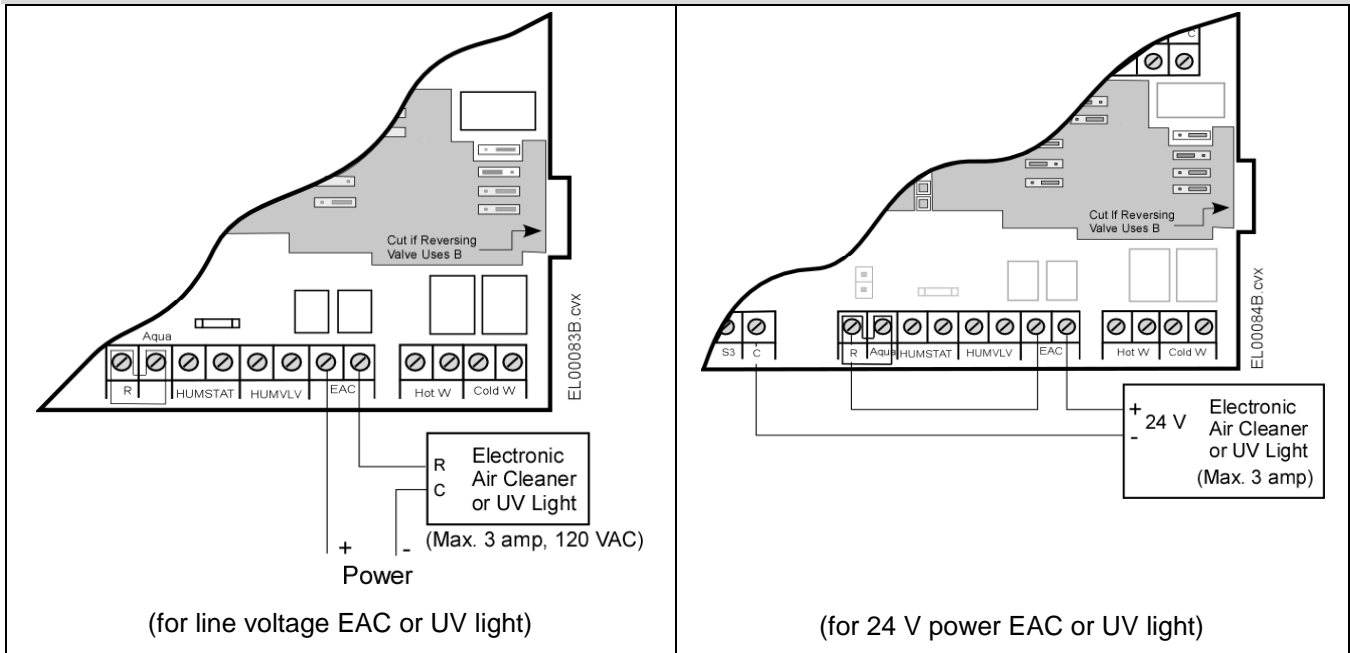 Cut if Reversing
Valve Uses B
Aqua
R HUMSTAT HUMVLV EAC Hot W Cold W
EL00083B.cvx
R
C
Electronic
Air Cleaner
or UV Light
(Max. 3 amp, 120 VAC)
+ -
Power
(for line voltage EAC or UV light)
C
Cut If Reversing
Valve Uses B
EL00084B.cvx
S3 C R Aqua HUMSTAT HUMVLV EAC Hot W Cold W
+
-
24 V
Electronic
Air Cleaner
or UV Light
(Max. 3 amp)
(for 24 V power EAC or UV light)